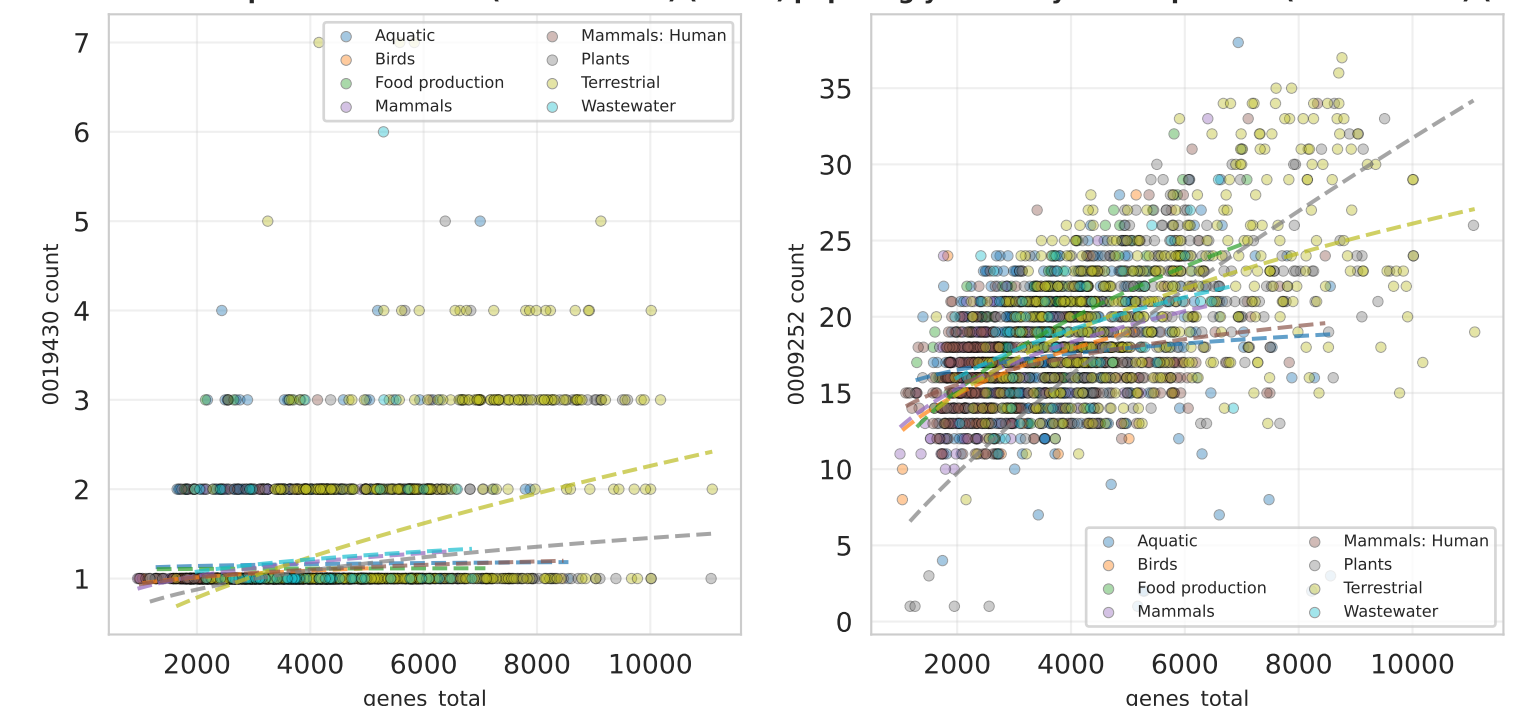 7
6
5
4
3
2
1
0019430 count
2000 4000 6000 8000 10000
genes_total
Aquatic
Birds
Food production
Mammals
Mammals: Human
Plants
Terrestrial
Wastewater
35
30
25
20
15
10
5
0
0009252 count
2000 4000 6000 8000 10000
genes_total
Aquatic
Birds
Food production
Mammals
Mammals: Human
Plants
Terrestrial
Wastewater